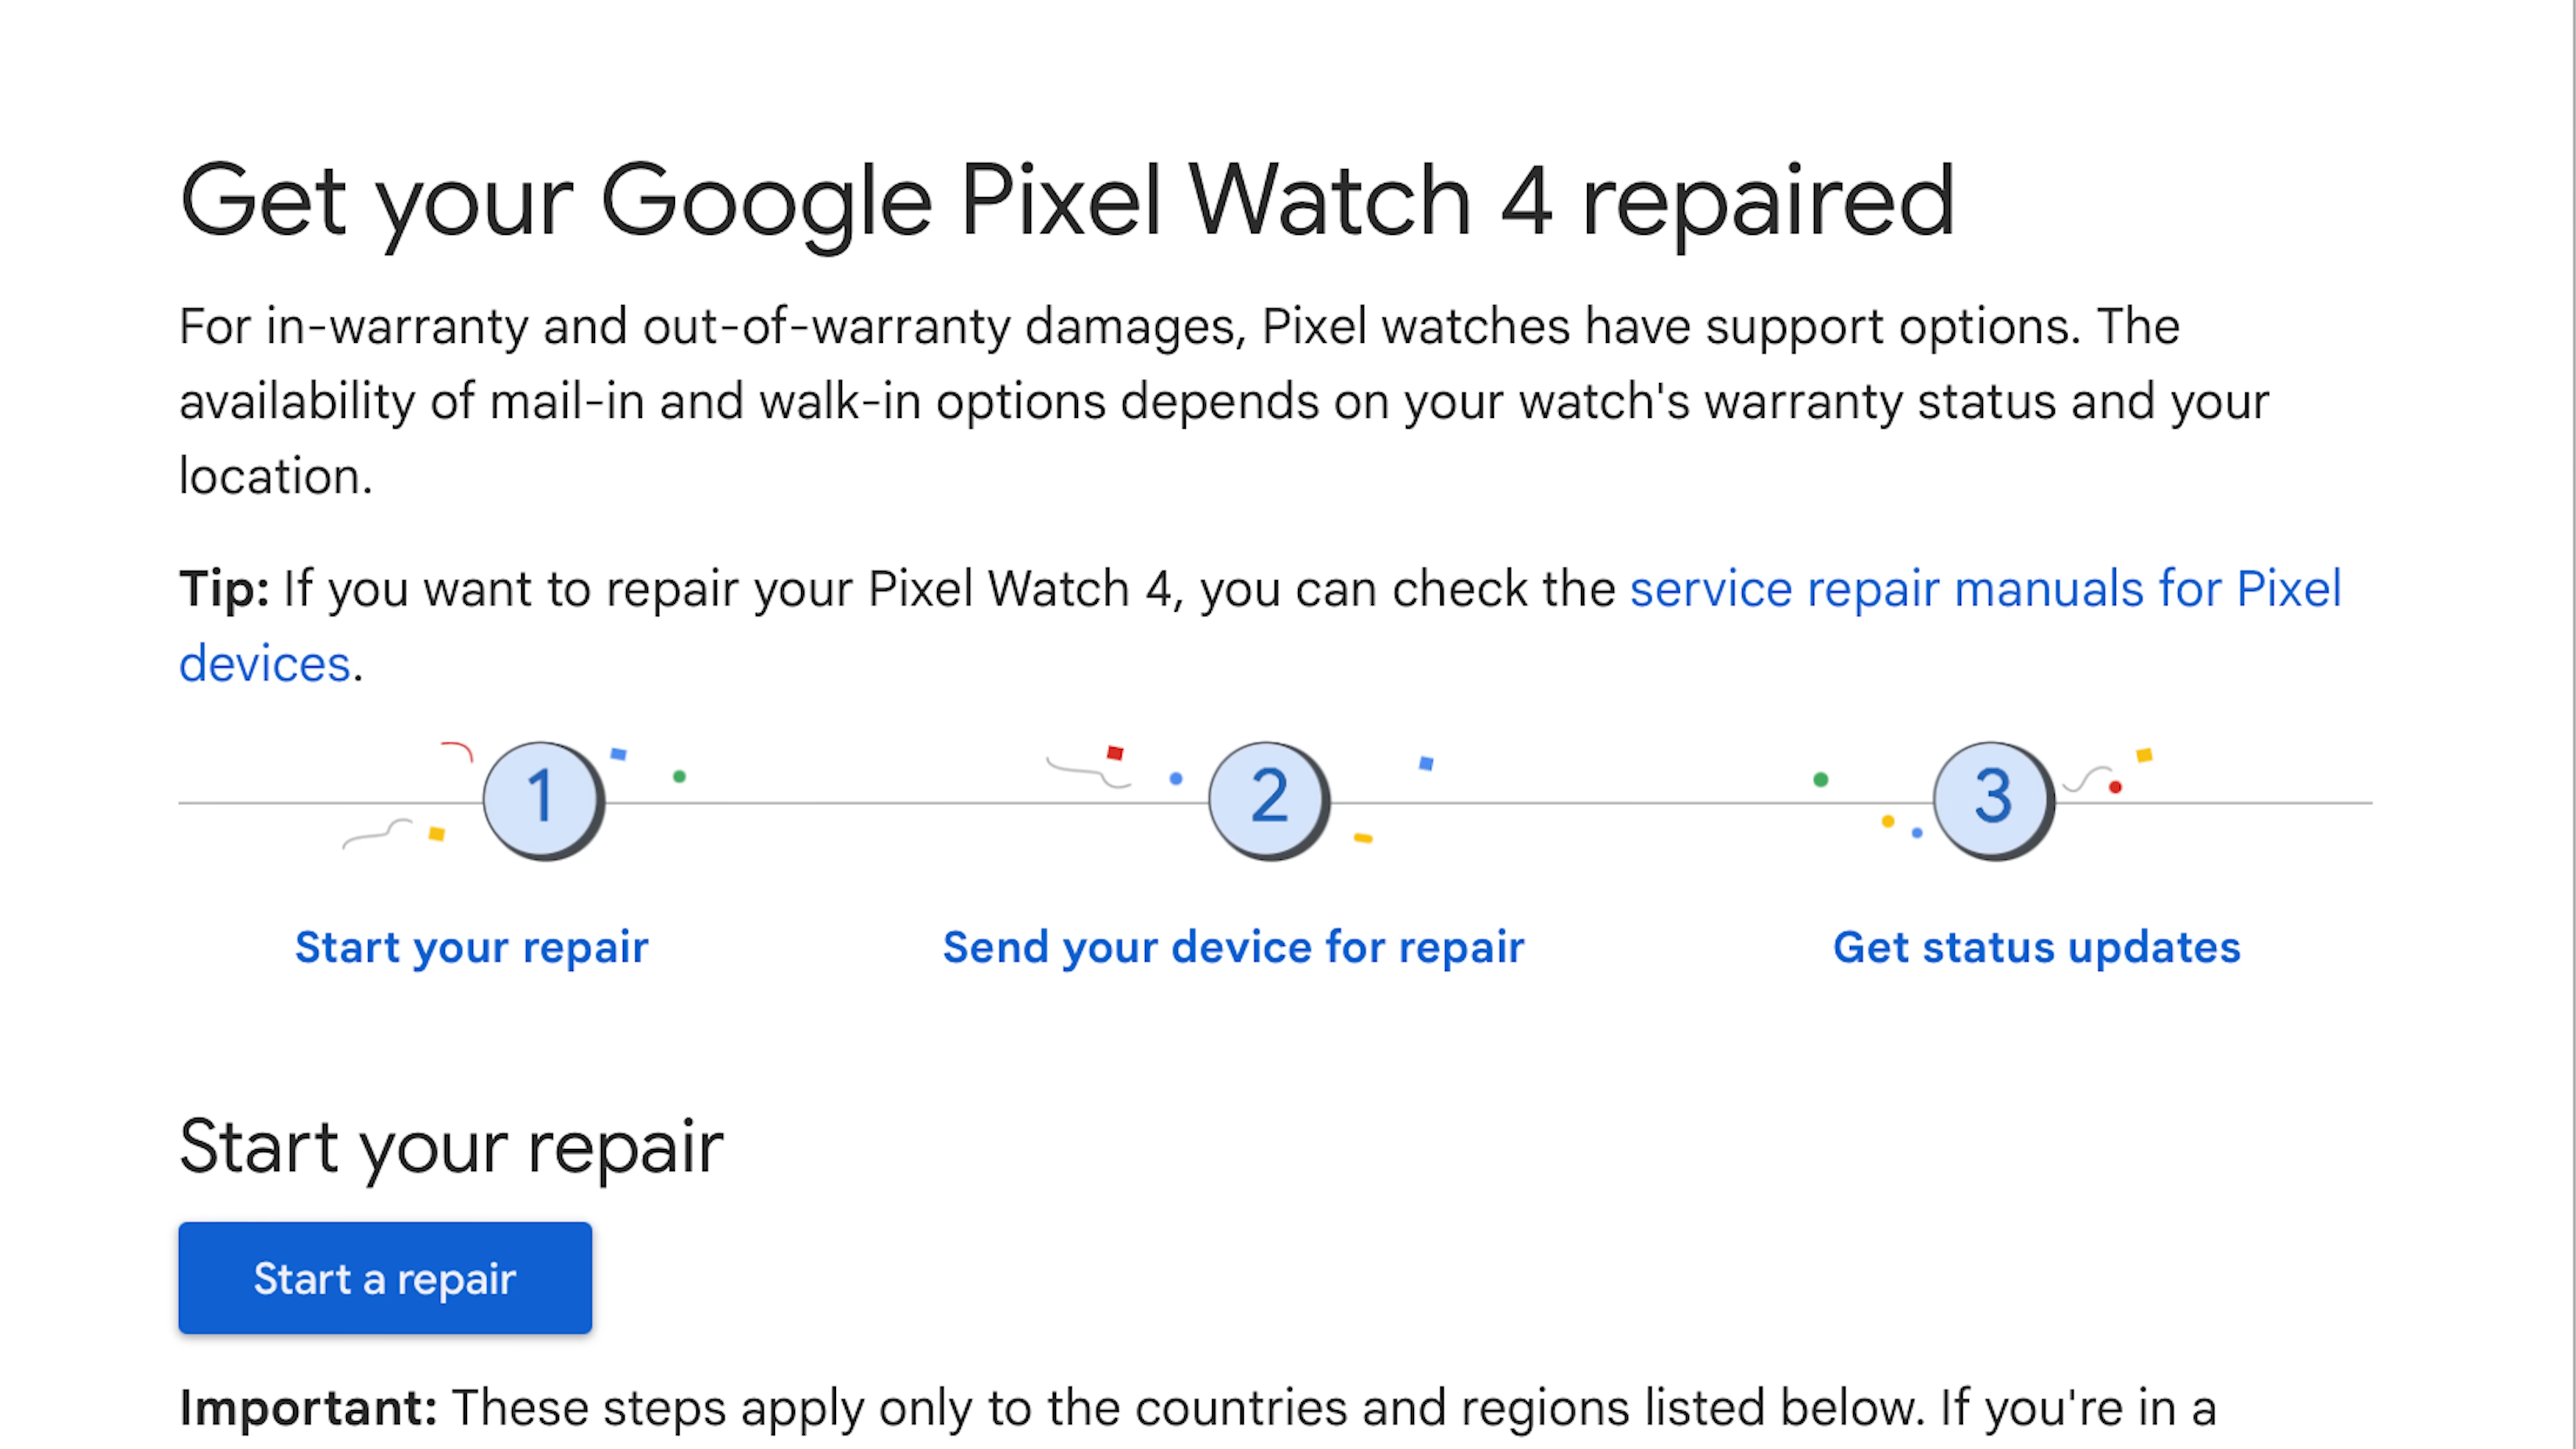 Get your Google Pixel Watch 4 repaired
For in-warranty and out-of-warranty damages, Pixel watches have support options. The
availability of mail-in and walk-in options depends on your watch's warranty status and your
location.
Tip: If you want to repair your Pixel Watch 4, you can check the service repair manuals for Pixel
devices.
1 2 3
Start your repair Send your device for repair Get status updates
Start your repair
Start a repair
Important: These steps apply only to the countries and regions listed below. If you're in a